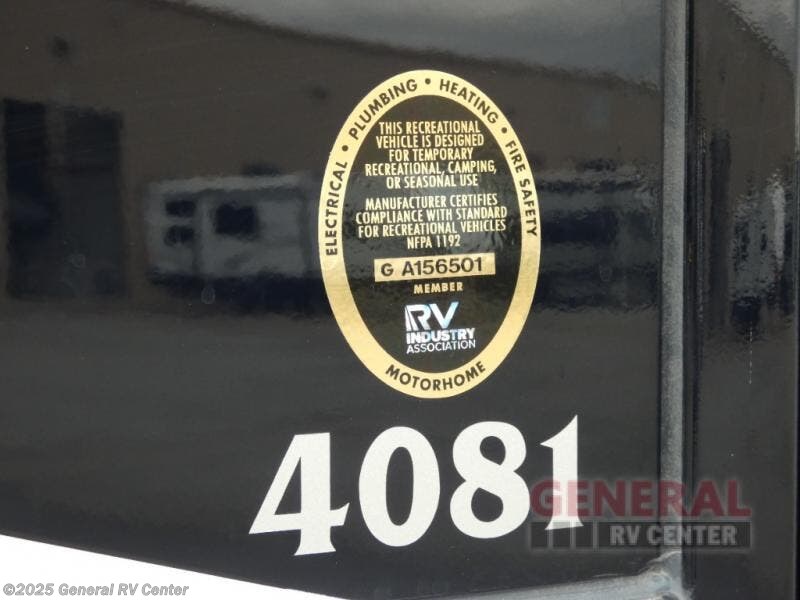 ELECTRICAL • PLUMBING • HEATING • FIRE SAFETY
THIS RECREATIONAL
VEHICLE IS DESIGNED
FOR TEMPORARY
RECREATIONAL, CAMPING,
OR SEASONAL USE
MANUFACTURER CERTIFIES
COMPLIANCE WITH STANDARD
FOR RECREATIONAL VEHICLES
NFPA 1192
G A156501
MEMBER
RV
INDUSTRY
ASSOCIATION
MOTORHOME
4081
GENERAL
RV CENTER
©2025 General RV Center